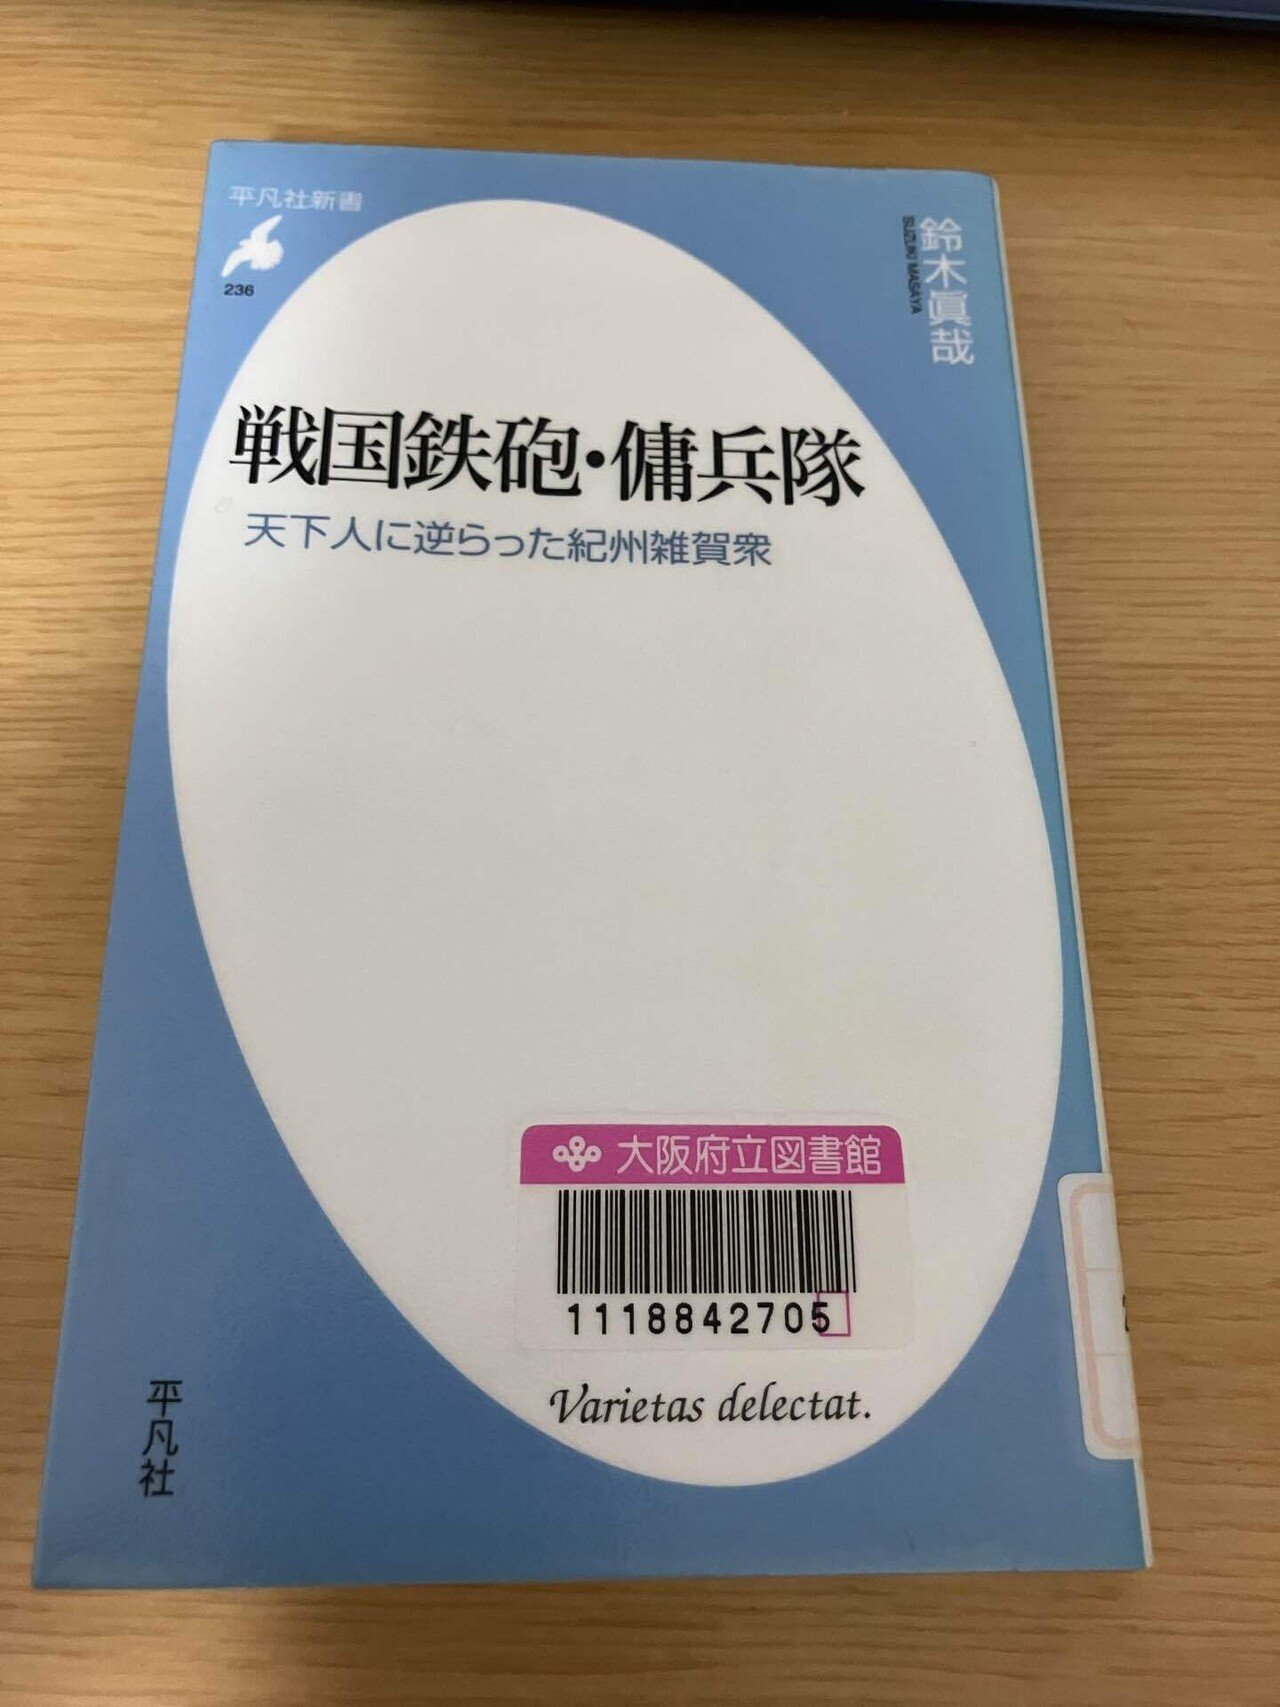 平凡社新書
236
鈴木眞哉
SUZUKI MASAYA
戦国鉄砲・傭兵隊
天下人に逆らった紀州雑賀衆
大阪府立図書館
1118842705
Varietas delectat.
平凡社